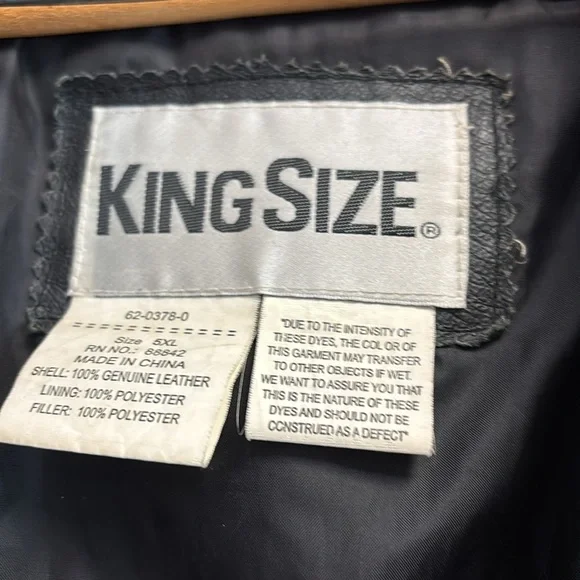 KINGSIZE®
62-0378-0
Size 5XL
RN NO.: 68842
MADE IN CHINA
SHELL: 100% GENUINE LEATHER
LINING: 100% POLYESTER
FILLER: 100% POLYESTER
"DUE TO THE INTENSITY OF
THESE DYES, THE COLOR OF
THIS GARMENT MAY TRANSFER
TO OTHER OBJECTS IF WET.
WE WANT TO ASSURE YOU THAT
THIS IS THE NATURE OF THESE
DYES AND SHOULD NOT BE
CONSTRUED AS A DEFECT"